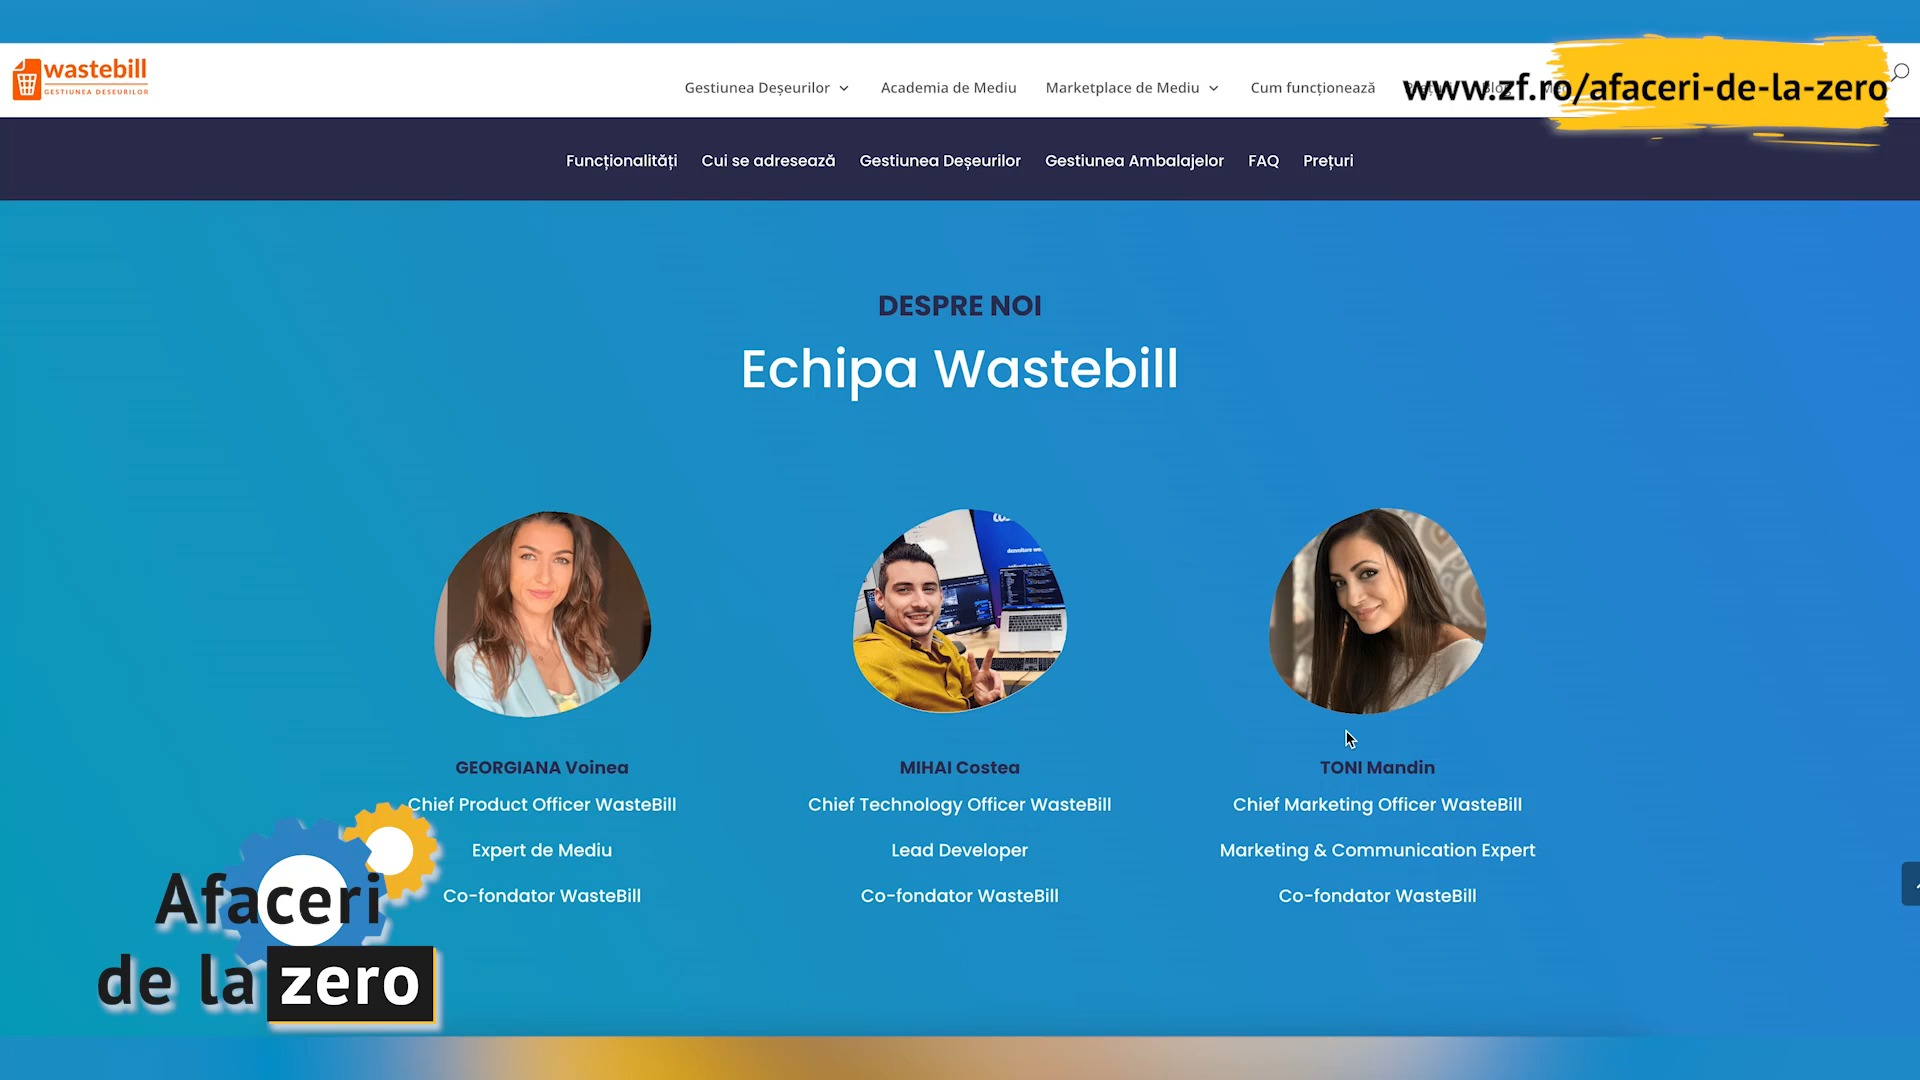 wastebill
GESTIUNEA DESEURILOR
Gestiunea Deșeurilor
Academia de Mediu
Marketplace de Mediu
Cum funcționează
www.zf.ro/afaceri-de-la-zero
Funcționalități
Cui se adresează
Gestiunea Deșeurilor
Gestiunea Ambalajelor
FAQ
Prețuri
DESPRE NOI
Echipa Wastebill
GEORGIANA Voinea
Chief Product Officer WasteBill
Expert de Mediu
Co-fondator WasteBill
MIHAI Costea
Chief Technology Officer WasteBill
Lead Developer
Co-fondator WasteBill
TONI Mandin
Chief Marketing Officer WasteBill
Marketing & Communication Expert
Co-fondator WasteBill
Afaceri
de la zero